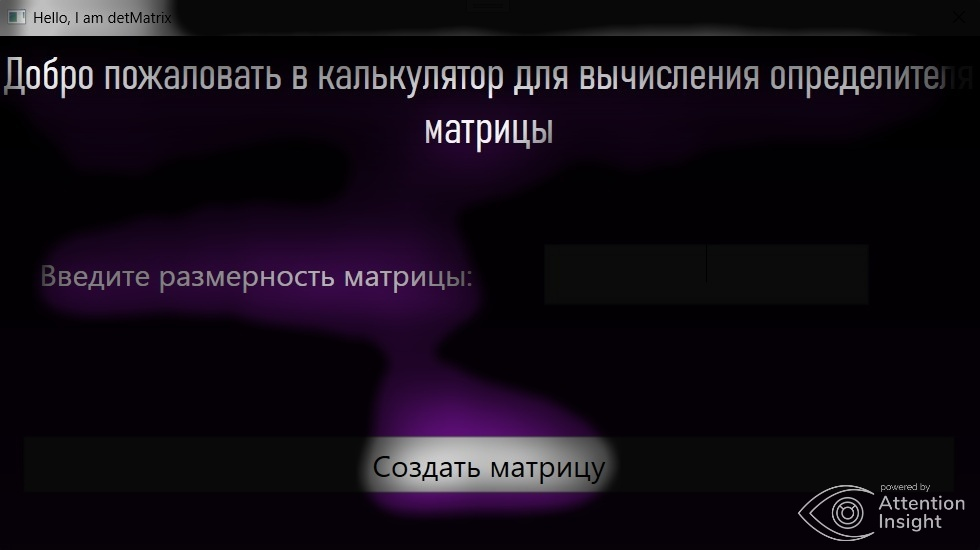 Hello, I am detMatrix
Добро пожаловать в калькулятор для вычисления определителя
матрицы
Введите размерность матрицы:
Создать матрицу
powered by
Attention
Insight